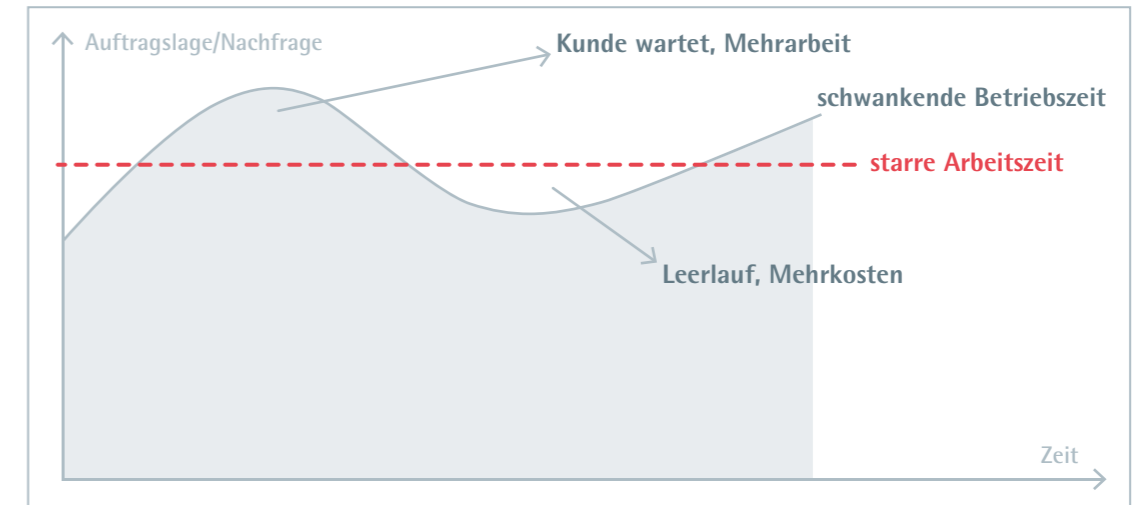 Auftragslage/Nachfrage
Kunde wartet, Mehrarbeit
schwankende Betriebszeit
starre Arbeitszeit
Leerlauf, Mehrkosten
Zeit